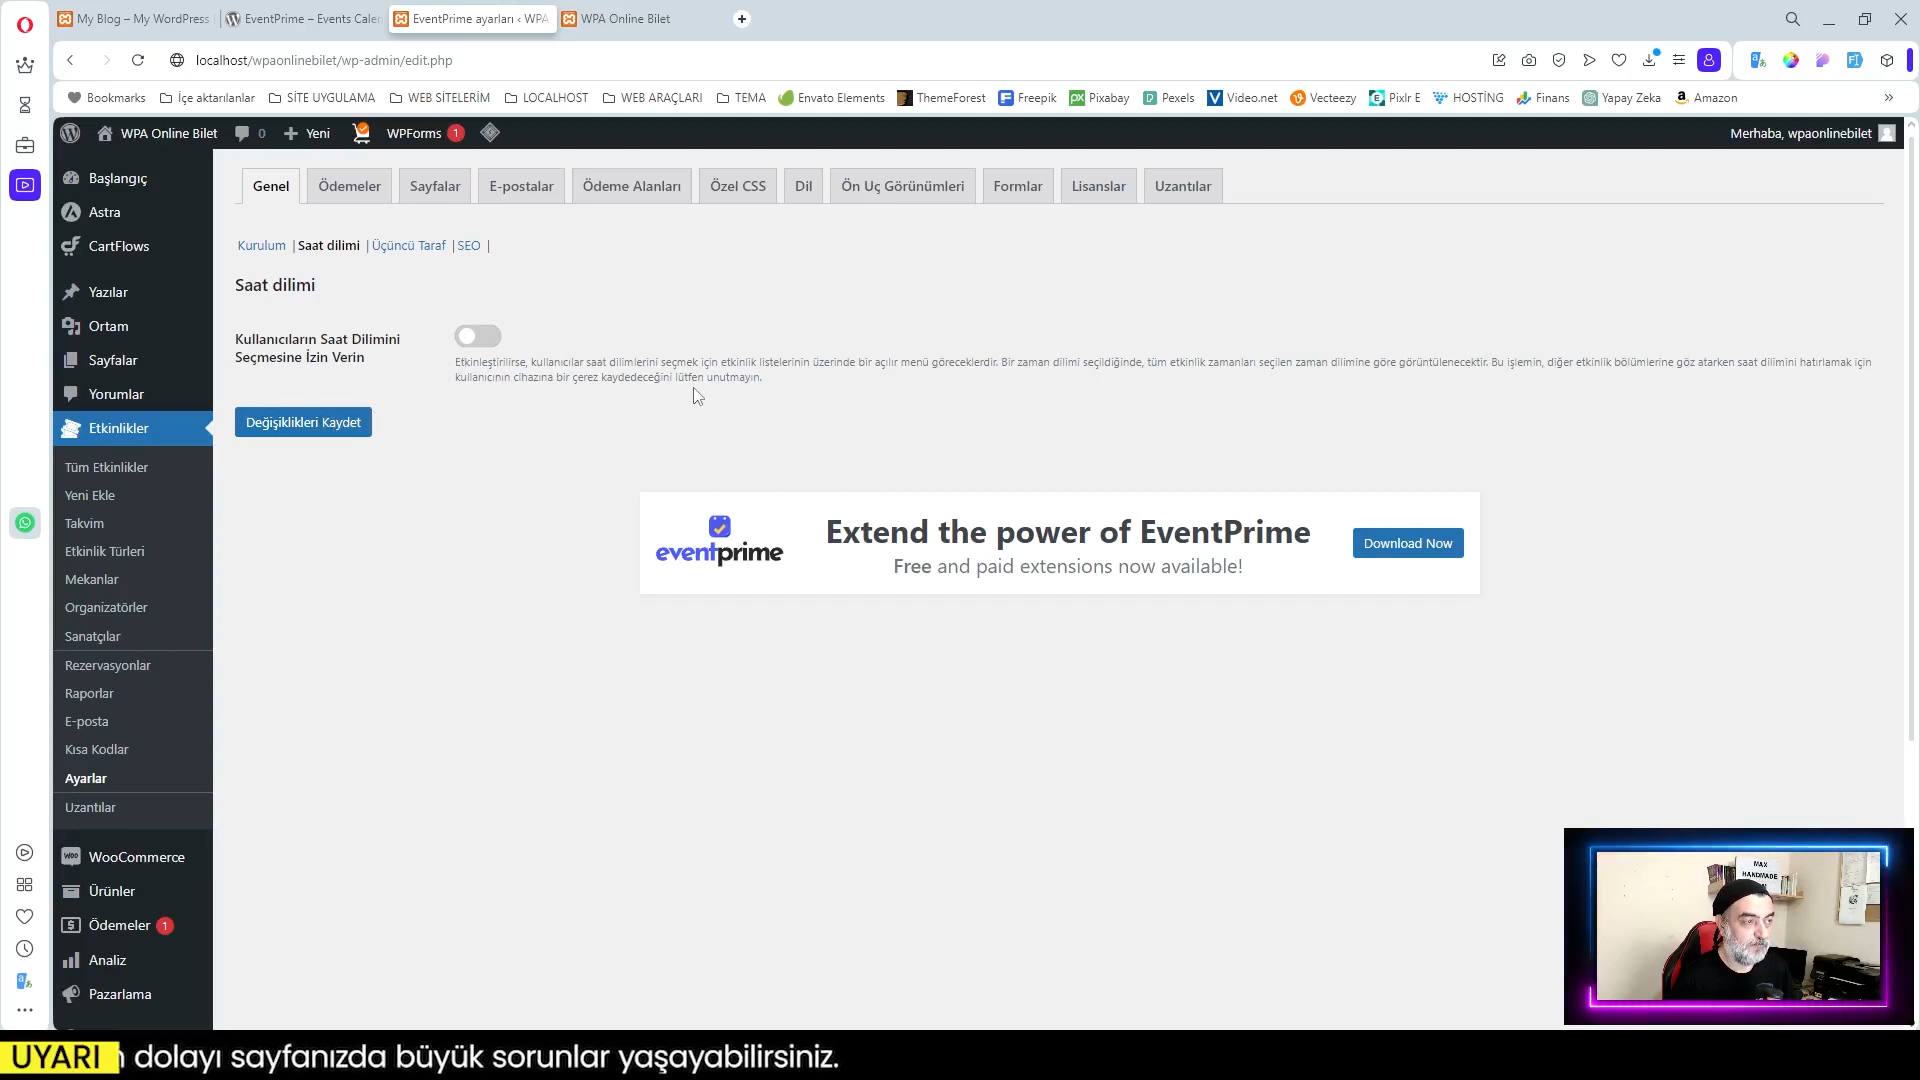 My Blog – My WordPress
EventPrime – Events Calen
EventPrime ayarları ‹ WPA
WPA Online Bilet
localhost/wpaonlinebilet/wp-admin/edit.php
Bookmarks
İçe aktarılanlar
SİTE UYGULAMA
WEB SİTELERİM
LOCALHOST
WEB ARAÇLARI
TEMA
Envato Elements
ThemeForest
Freepik
Pixabay
Pexels
Video.net
Vecteezy
Pixlr E
HOSTİNG
Finans
Yapay Zeka
Amazon
WPA Online Bilet
0
Yeni
WPForms 1
Merhaba, wpaonlinebilet
Başlangıç
Astra
CartFlows
Yazılar
Ortam
Sayfalar
Yorumlar
Etkinlikler
Tüm Etkinlikler
Yeni Ekle
Takvim
Etkinlik Türleri
Mekanlar
Organizatörler
Sanatçılar
Rezervasyonlar
Raporlar
E-posta
Kısa Kodlar
Ayarlar
Uzantılar
WooCommerce
Ürünler
Ödemeler 1
Analiz
Pazarlama
Genel
Ödemeler
Sayfalar
E-postalar
Ödeme Alanları
Özel CSS
Dil
Ön Uç Görünümleri
Formlar
Lisanslar
Uzantılar
Kurulum | Saat dilimi | Üçüncü Taraf | SEO |
Saat dilimi
Kullanıcıların Saat Dilimini
Seçmesine İzin Verin
Etkinleştirilirse, kullanıcılar saat dilimlerini seçmek için etkinlik listelerinin üzerinde bir açılır menü göreceklerdir. Bir zaman dilimi seçildiğinde, tüm etkinlik zamanları seçilen zaman dilimine göre görüntülenecektir. Bu işlemin, diğer etkinlik bölümlerine göz atarken saat dilimini hatırlamak için
kullanıcının cihazına bir çerez kaydedeceğini lütfen unutmayın.
Değişiklikleri Kaydet
eventprime
Extend the power of EventPrime
Free and paid extensions now available!
Download Now
MAX
HANDMADE
UYARI
dolayı sayfanızda büyük sorunlar yaşayabilirsiniz.